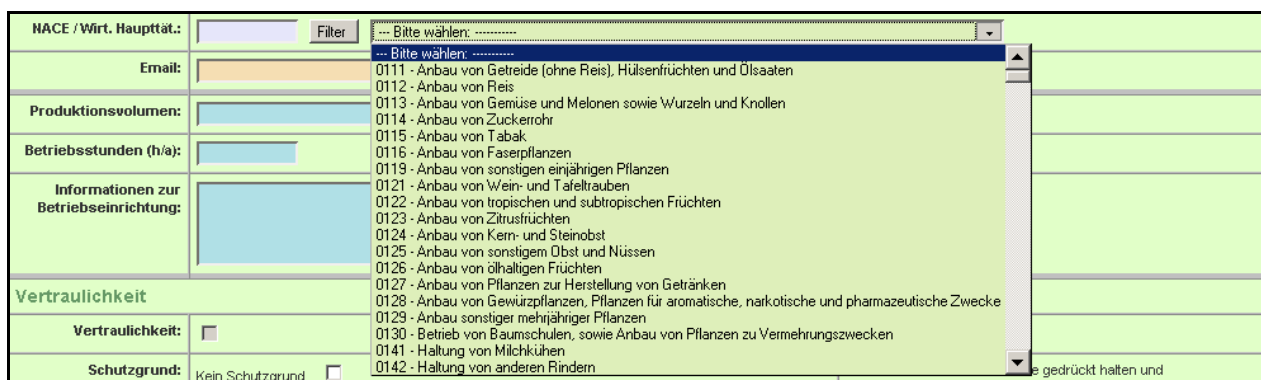 NACE / Wirt. Haupttät.: Filter --- Bitte wählen: -----------
--- Bitte wählen: -----------
Email:
0111 - Anbau von Getreide (ohne Reis), Hülsenfrüchten und Ölsaaten
0112 - Anbau von Reis
Produktionsvolumen:
0113 - Anbau von Gemüse und Melonen sowie Wurzeln und Knollen
0114 - Anbau von Zuckerrohr
0115 - Anbau von Tabak
Betriebsstunden (h/a):
0116 - Anbau von Faserpflanzen
0119 - Anbau von sonstigen einjährigen Pflanzen
Informationen zur
Betriebseinrichtung:
0121 - Anbau von Wein- und Tafeltrauben
0122 - Anbau von tropischen und subtropischen Früchten
0123 - Anbau von Zitrusfrüchten
0124 - Anbau von Kern- und Steinobst
0125 - Anbau von sonstigem Obst und Nüssen
0126 - Anbau von ölhaltigen Früchten
0127 - Anbau von Pflanzen zur Herstellung von Getränken
Vertraulichkeit
0128 - Anbau von Gewürzpflanzen, Pflanzen für aromatische, narkotische und pharmazeutische Zwecke
0129 - Anbau sonstiger mehrjähriger Pflanzen
Vertraulichkeit:
0130 - Betrieb von Baumschulen, sowie Anbau von Pflanzen zu Vermehrungszwecken
0141 - Haltung von Milchkühen
0142 - Haltung von anderen Rindern
Schutzgrund: Kein Schutzgrund
e gedrückt halten und